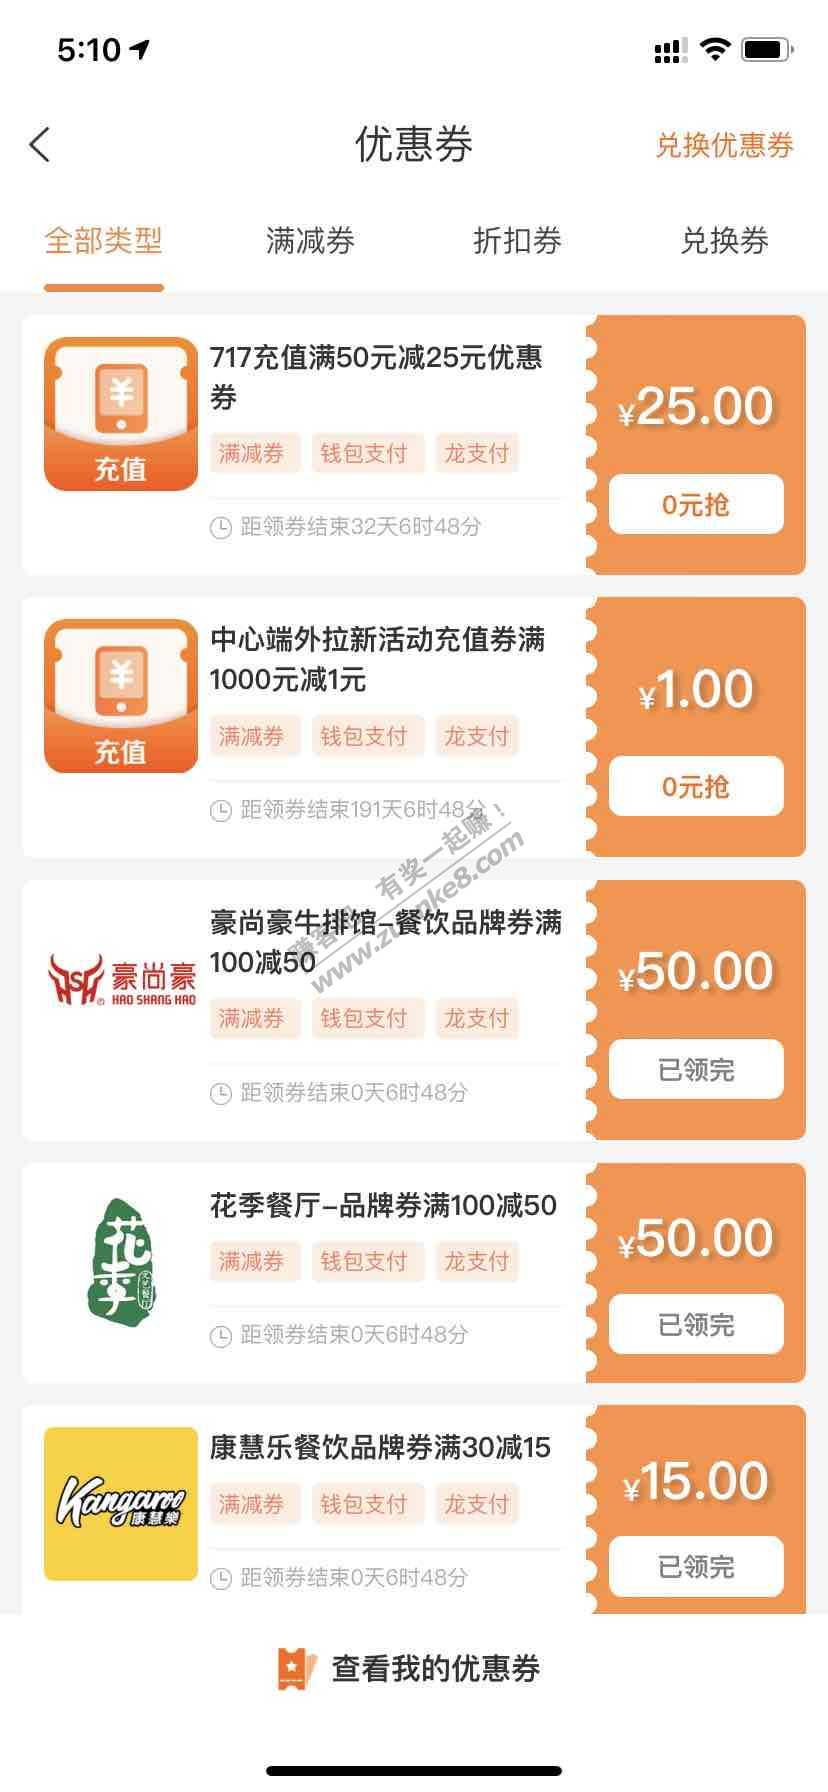 5:10
优惠券
兑换优惠券
全部类型
满减券
折扣券
兑换券
717充值满50元减25元优惠
券
充值
满减券
钱包支付
龙支付
距领券结束32天6时48分
¥25.00
0元抢
中心端外拉新活动充值券满
1000元减1元
充值
满减券
钱包支付
龙支付
距领券结束191天6时48分
¥1.00
0元抢
有奖一起赚!
www.zuanke8.com
豪尚豪牛排馆-餐饮品牌券满
100减50
豪尚豪
HAO SHANG HAO
满减券
钱包支付
龙支付
距领券结束0天6时48分
¥50.00
已领完
花季餐厅-品牌券满100减50
花季
满减券
钱包支付
龙支付
距领券结束0天6时48分
¥50.00
已领完
康慧乐餐饮品牌券满30减15
Kangaroo
康慧樂
满减券
钱包支付
龙支付
距领券结束0天6时48分
¥15.00
已领完
查看我的优惠券